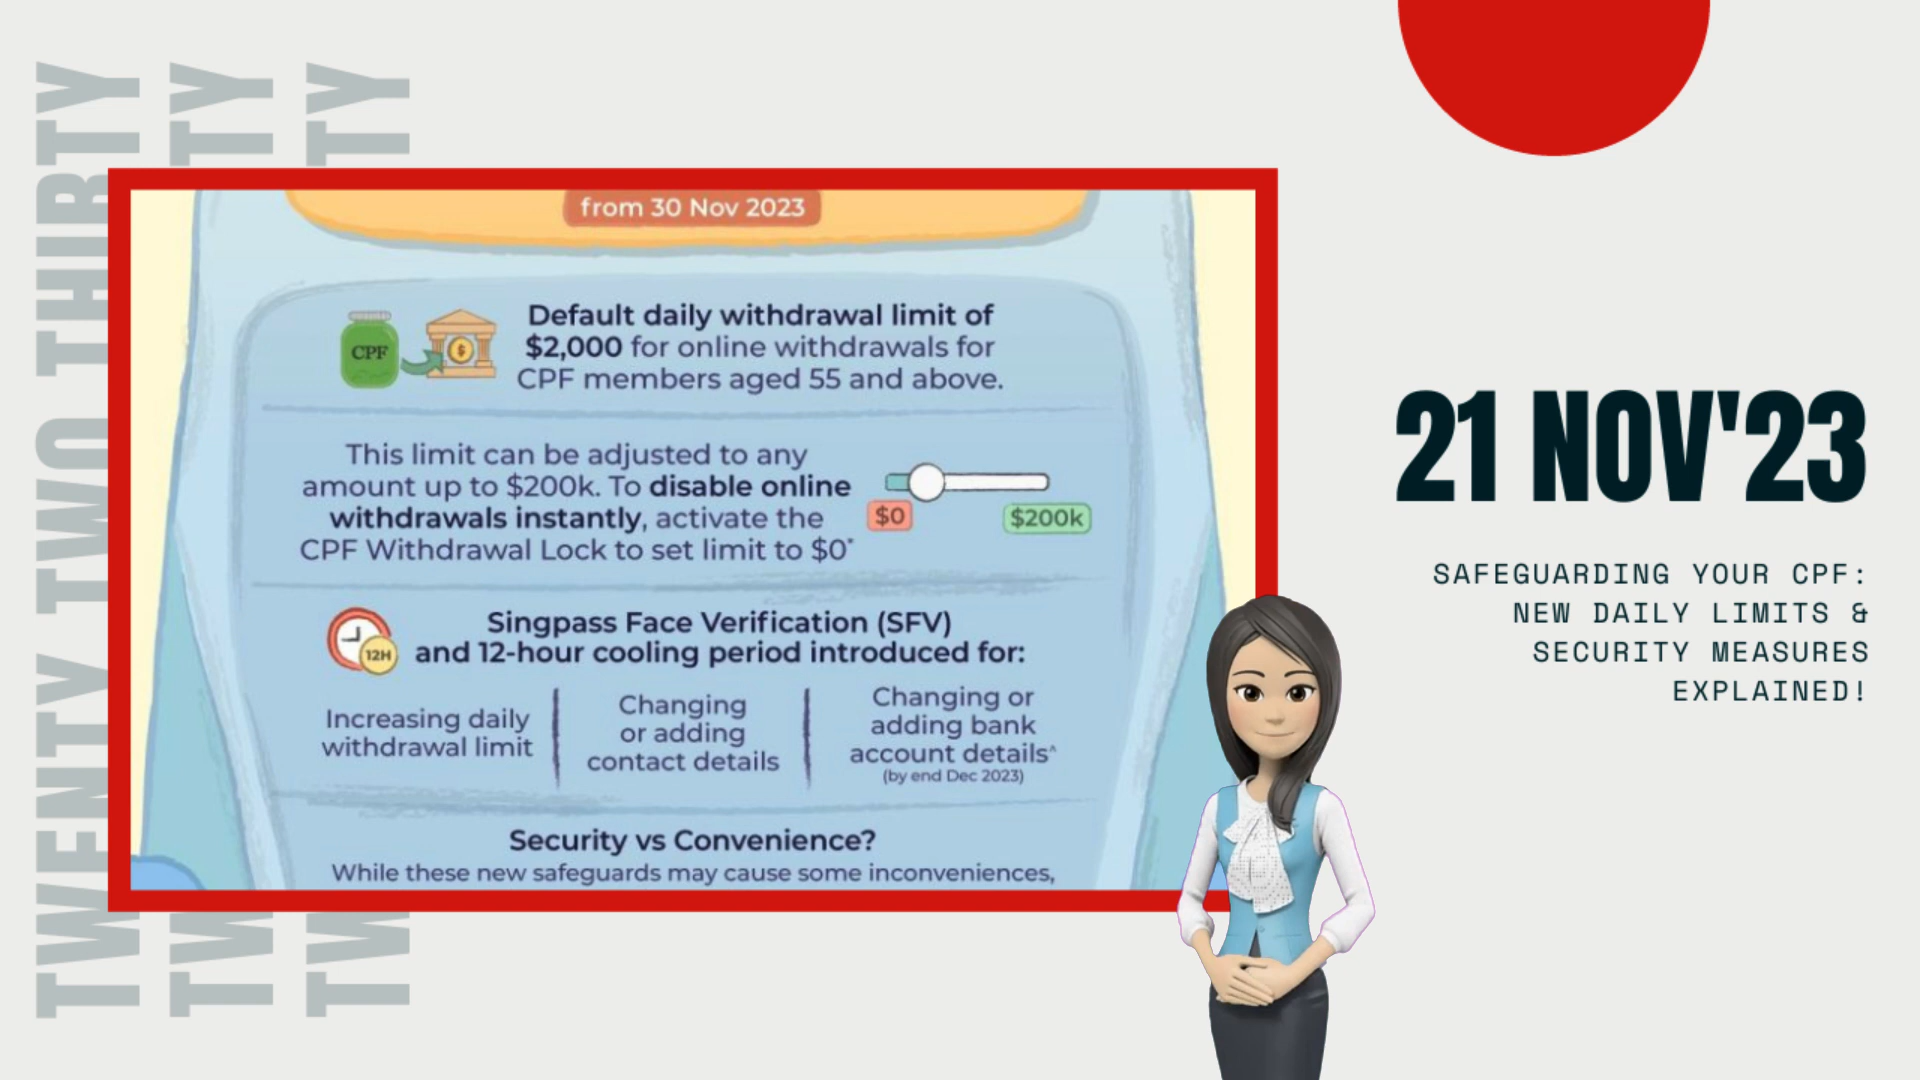 TWENTY TWO THIRTY
TW TY
TW TY
from 30 Nov 2023
CPF
$
Default daily withdrawal limit of
$2,000 for online withdrawals for
CPF members aged 55 and above.
This limit can be adjusted to any
amount up to $200k. To disable online
withdrawals instantly, activate the
CPF Withdrawal Lock to set limit to $0*
$0
$200k
12H
Singpass Face Verification (SFV)
and 12-hour cooling period introduced for:
Increasing daily
withdrawal limit
Changing
or adding
contact details
Changing or
adding bank
account details^
(by end Dec 2023)
Security vs Convenience?
While these new safeguards may cause some inconveniences,
21 NOV'23
SAFEGUARDING YOUR CPF:
NEW DAILY LIMITS &
SECURITY MEASURES
EXPLAINED!